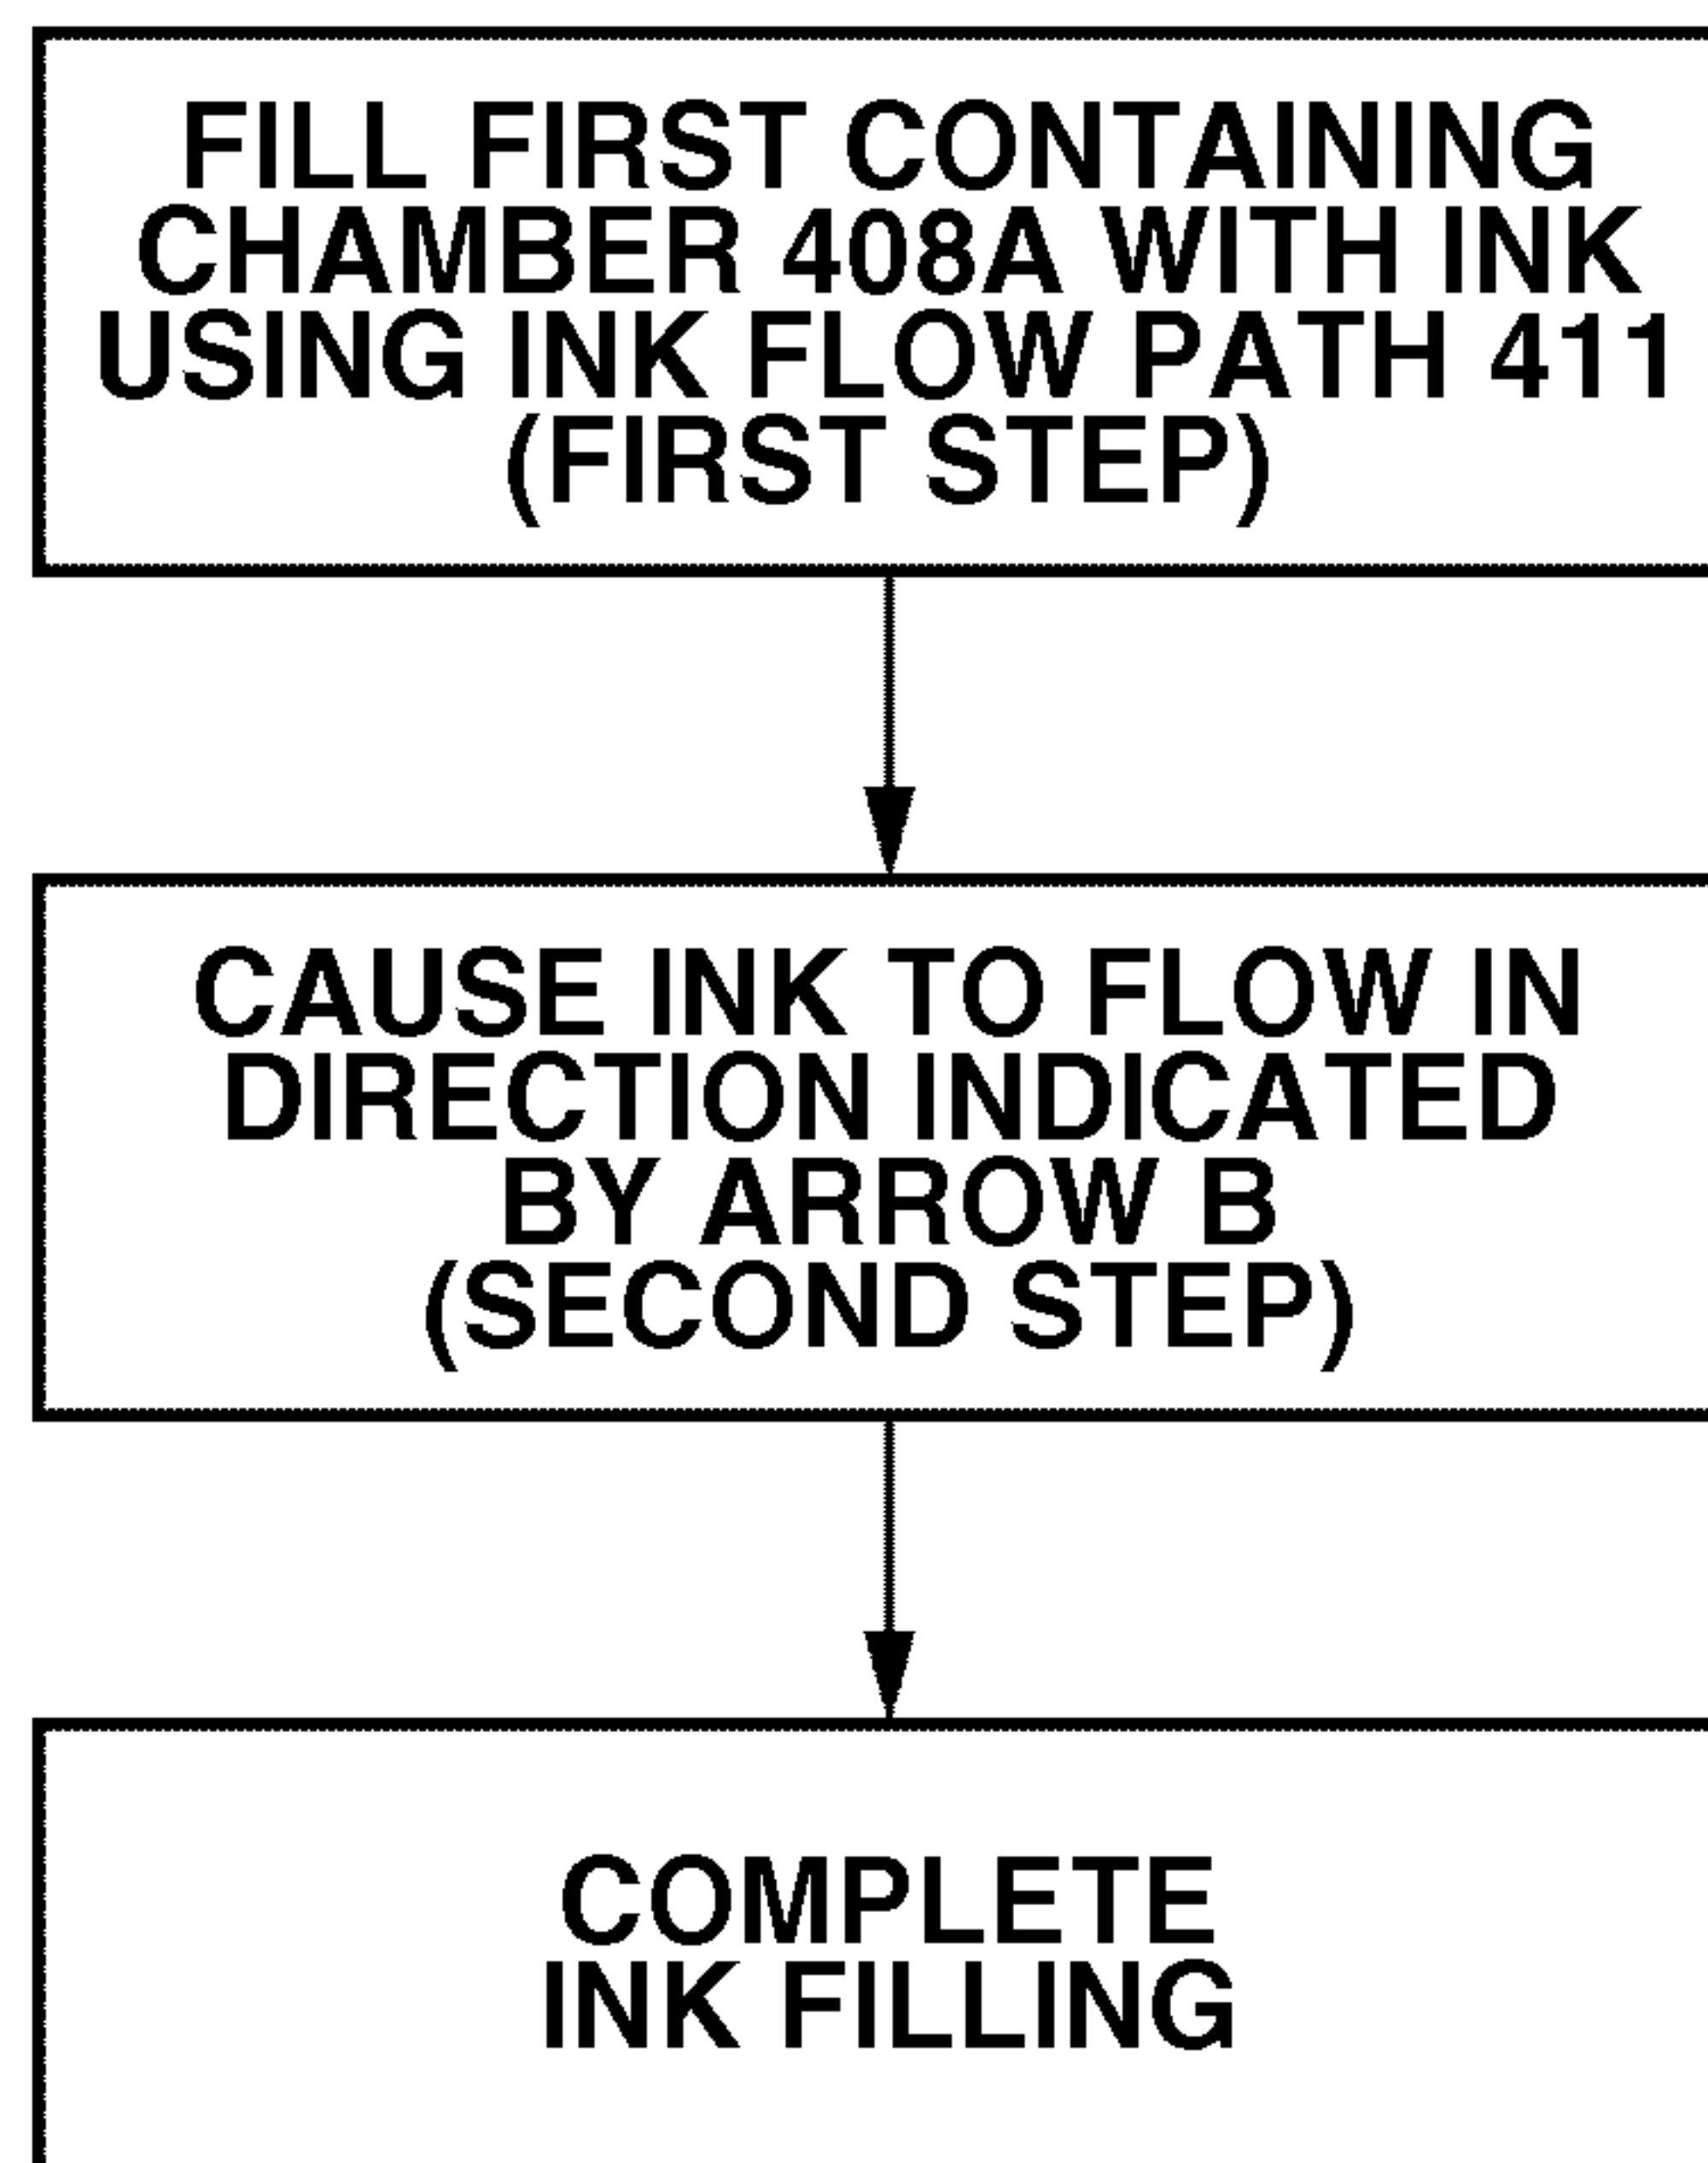 FILL FIRST CONTAINING
CHAMBER 408A WITH INK
USING INK FLOW PATH 411
(FIRST STEP)
CAUSE INK TO FLOW IN
DIRECTION INDICATED
BY ARROW B
(SECOND STEP)
COMPLETE
INK FILLING